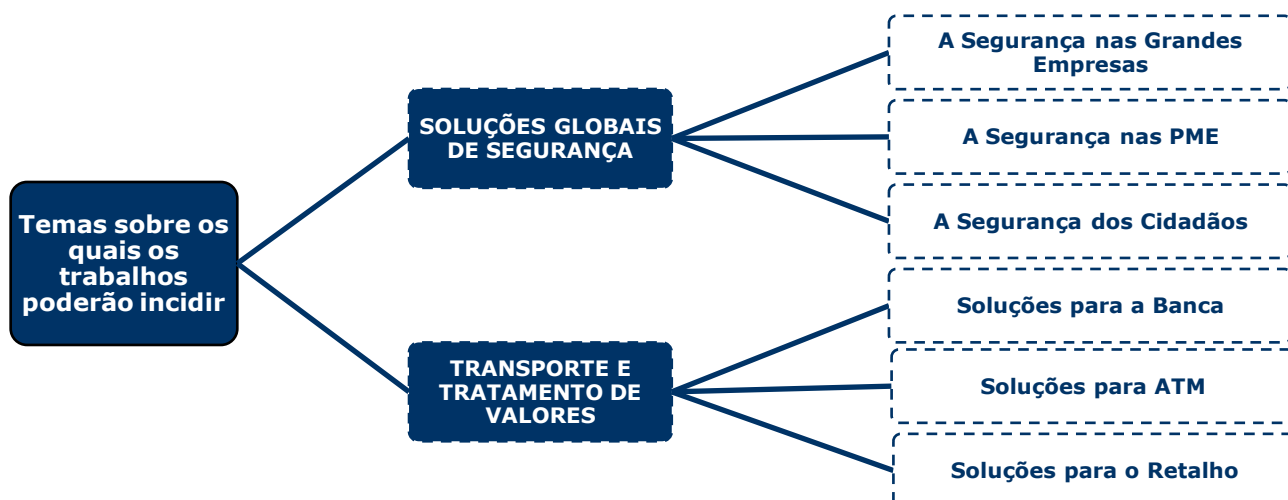 Temas sobre os
quais os
trabalhos
poderão incidir
SOLUÇÕES GLOBAIS
DE SEGURANÇA
A Segurança nas Grandes
Empresas
A Segurança nas PME
A Segurança dos Cidadãos
TRANSPORTE E
TRATAMENTO DE
VALORES
Soluções para a Banca
Soluções para ATM
Soluções para o Retalho